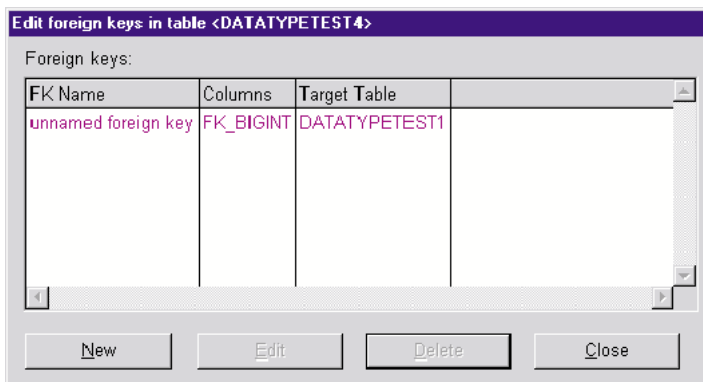 Edit foreign keys in table <DATATYPETEST4>
Foreign keys:
FK Name Columns Target Table
unnamed foreign key FK_BIGINT DATATYPETEST1
New Edit Delete Close